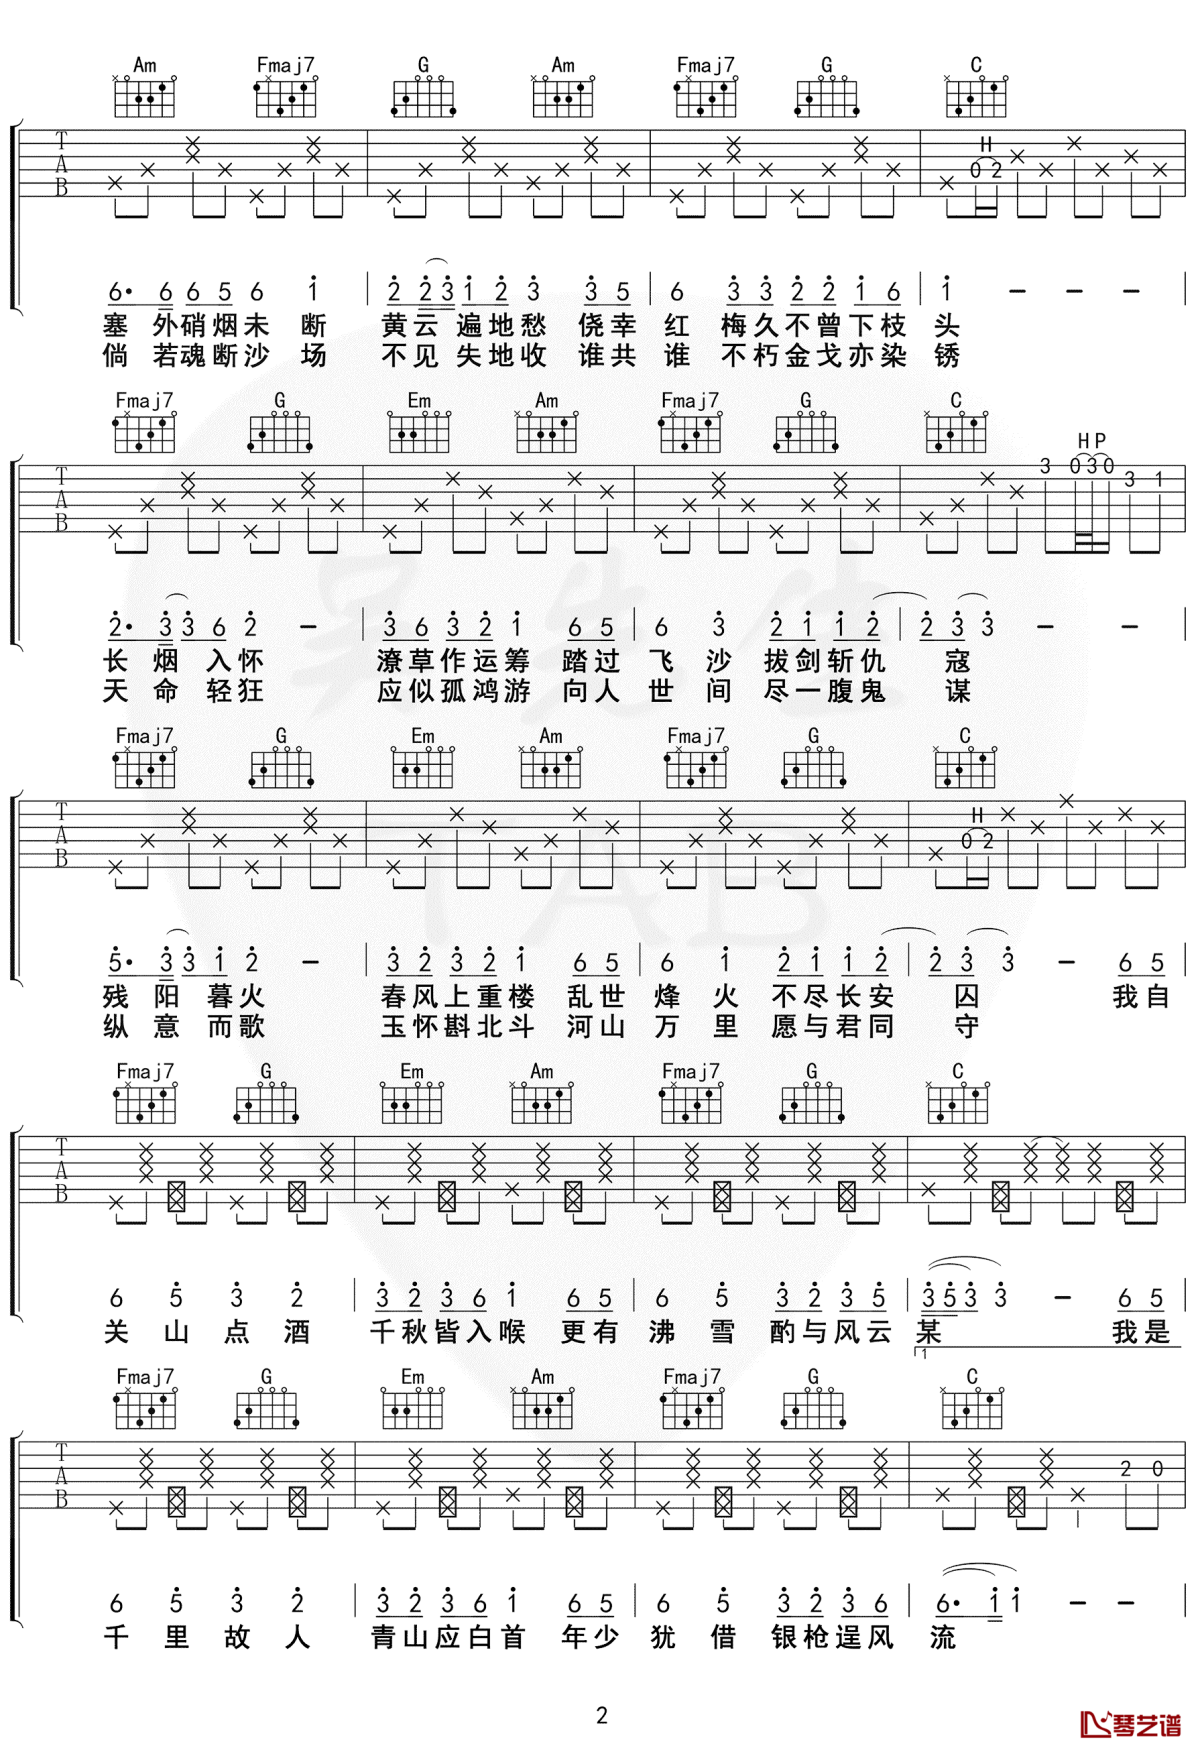 Am Fmaj7 G Am Fmaj7 G C
T A B
H
0 2
6· 6 6 5 6 1 | 2 2 3 1 2 3 3 5 | 6 3 3 2 2 1 6 | 1 — — —
塞 外硝烟未 断 黄云 遍地愁 侥幸 红 梅久不曾下枝 头
倘 若魂断沙 场 不见 失地收 谁共 谁 不朽金戈亦染 锈
Fmaj7 G Em Am Fmaj7 G C
T A B
H P
3 0 3 0 3 1
2· 3 3 6 2 — | 3 6 3 2 1 6 5 | 6 3 2 1 1 2 | 2 3 3 — —
长 烟 入怀 潦草作运筹 踏过 飞 沙 拔剑斩仇 寇
天 命 轻狂 应似孤鸿游 向人 世 间 尽一腹鬼 谋
Fmaj7 G Em Am Fmaj7 G C
T A B
H
0 2
5· 3 3 1 2 — | 3 2 3 2 1 6 5 | 6 1 2 1 1 2 | 2 3 3 — 6 5
残 阳 暮火 春风上重楼 乱世 烽 火 不尽长安 囚 我自
纵 意 而歌 玉怀斟北斗 河山 万 里 愿与君同 守
Fmaj7 G Em Am Fmaj7 G C
T A B
6 5 3 2 | 3 2 3 6 1 6 5 | 6 5 3 2 3 5 | 3 5 3 3 — 6 5
关 山 点 酒 千秋皆入喉 更有 沸 雪 酌与风云 某 我是
1
Fmaj7 G Em Am Fmaj7 G C
T A B
2 0
6 5 3 2 | 3 2 3 6 1 6 5 | 6 5 3 2 3 6 | 6· 1 1 — —
千 里 故 人 青山应白首 年少 犹 借 银枪逞风 流
吴先生
TAB
2
琴艺谱